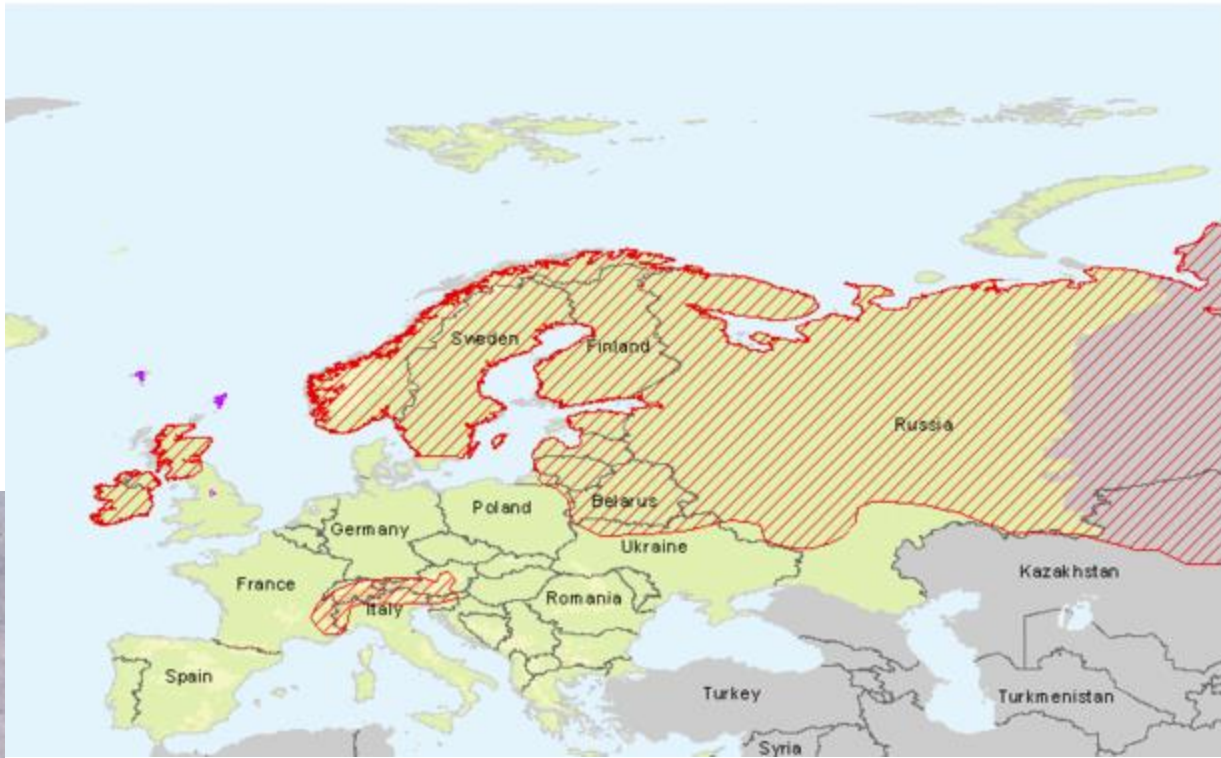 Sweden
Finland
Russia
Belarus
Poland
Germany
Ukraine
Kazakhstan
France
Romania
Italy
Spain
Turkey
Turkmenistan
Syria